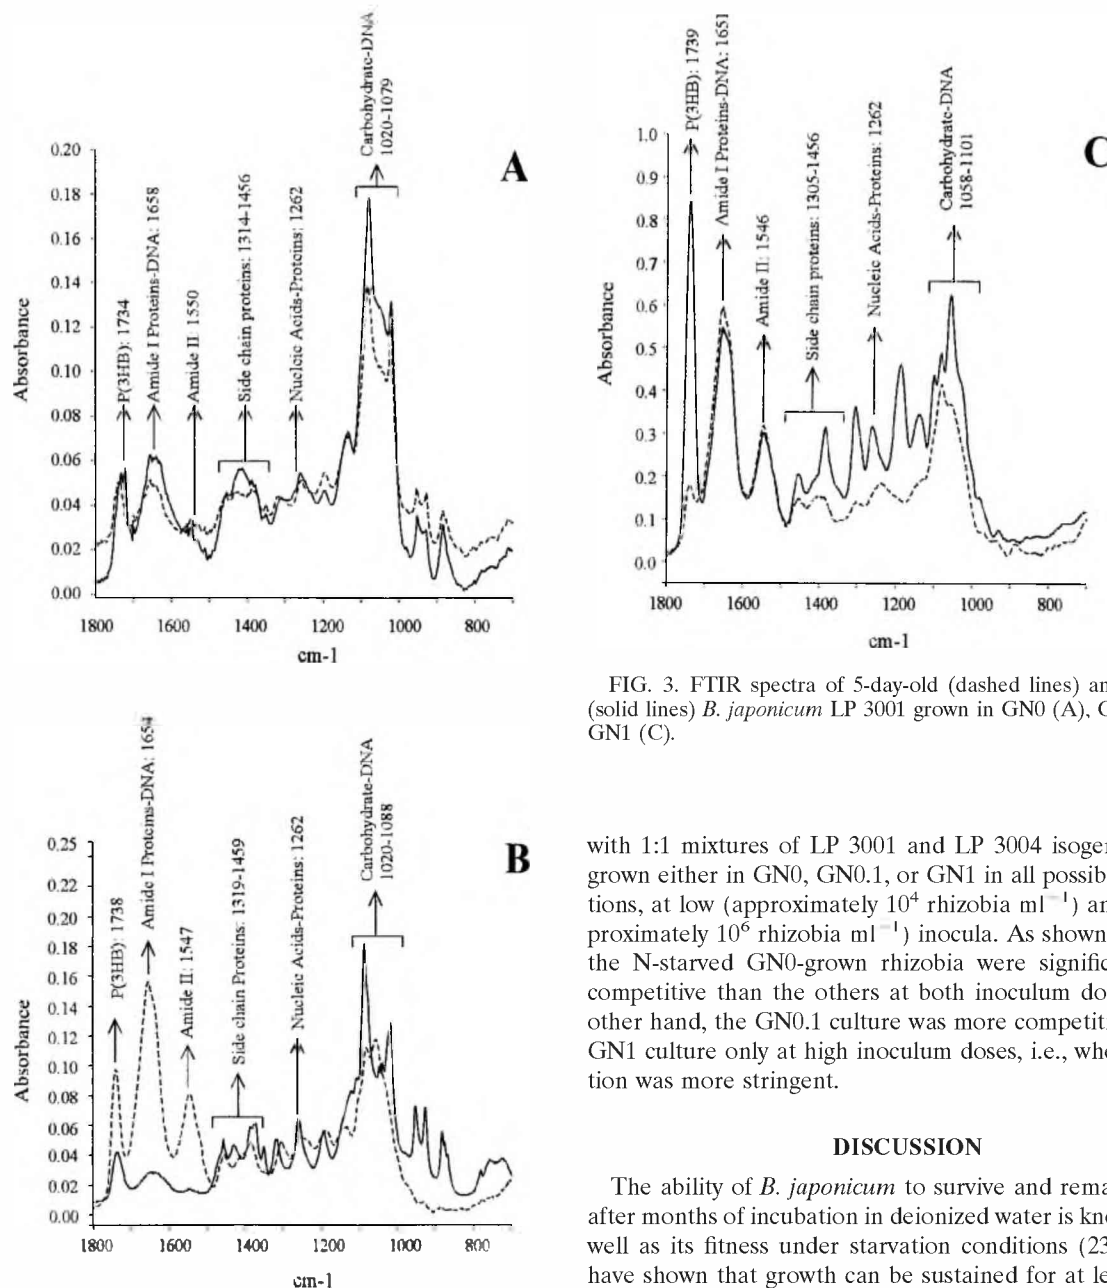 A
Absorbance
0.20
0.18
0.16
0.14
0.12
0.10
0.08
0.06
0.04
0.02
0.00
P(3HB): 1734
Amide I Proteins-DNA: 1658
Amide II: 1550
Side chain proteins: 1314-1456
Nucleic Acids-Proteins: 1262
Carbohydrate-DNA
1020-1079
1800 1600 1400 1200 1000 800
cm-1
B
Absorbance
0.25
0.22
0.20
0.18
0.15
0.13
0.10
0.08
0.06
0.04
0.02
0.00
P(3HB): 1738
Amide I Proteins-DNA: 1654
Amide II: 1547
Side chain Proteins: 1319-1459
Nucleic Acids-Proteins: 1262
Carbohydrate-DNA
1020-1088
1800 1600 1400 1200 1000 800
cm-1
C
Absorbance
1.0
0.9
0.8
0.7
0.6
0.5
0.4
0.3
0.2
0.1
0.0
P(3HB): 1739
Amide I Proteins-DNA: 1651
Amide II: 1546
Side chain proteins: 1305-1456
Nucleic Acids-Proteins: 1262
Carbohydrate-DNA
1058-1101
1800 1600 1400 1200 1000 800
cm-1
FIG. 3. FTIR spectra of 5-day-old (dashed lines) an
(solid lines) B. japonicum LP 3001 grown in GN0 (A), G
GN1 (C).
with 1:1 mixtures of LP 3001 and LP 3004 isoger
grown either in GN0, GN0.1, or GN1 in all possib
tions, at low (approximately 10⁴ rhizobia ml⁻¹) an
proximately 10⁶ rhizobia ml⁻¹) inocula. As shown
the N-starved GN0-grown rhizobia were signific
competitive than the others at both inoculum do
other hand, the GN0.1 culture was more competit
GN1 culture only at high inoculum doses, i.e., whe
tion was more stringent.
DISCUSSION
The ability of B. japonicum to survive and rema
after months of incubation in deionized water is kno
well as its fitness under starvation conditions (23
have shown that growth can be sustained for at le